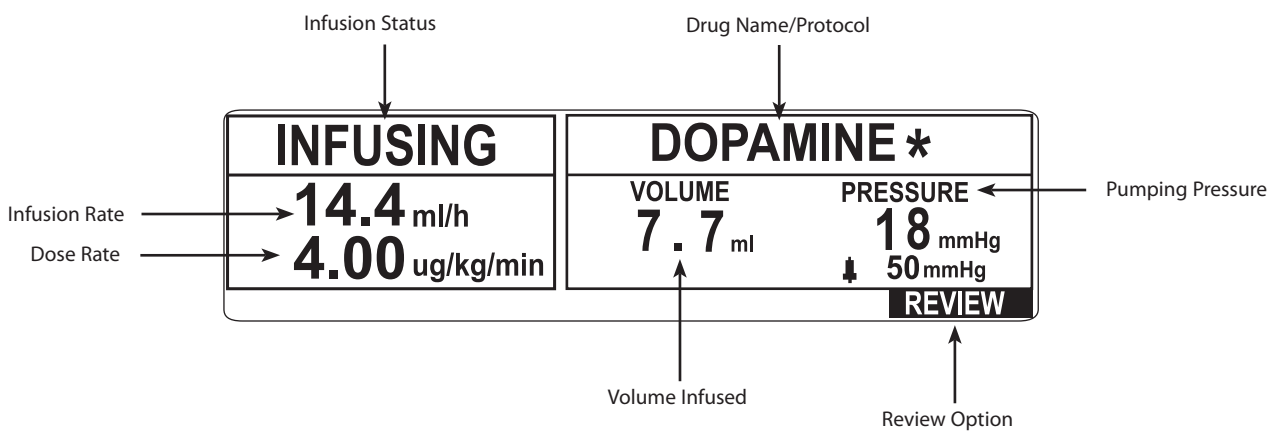 Infusion Status
Drug Name/Protocol
INFUSING
DOPAMINE *
Infusion Rate
14.4 ml/h
Dose Rate
4.00 ug/kg/min
VOLUME
7 . 7 ml
PRESSURE
Pumping Pressure
18 mmHg
50 mmHg
REVIEW
Volume Infused
Review Option